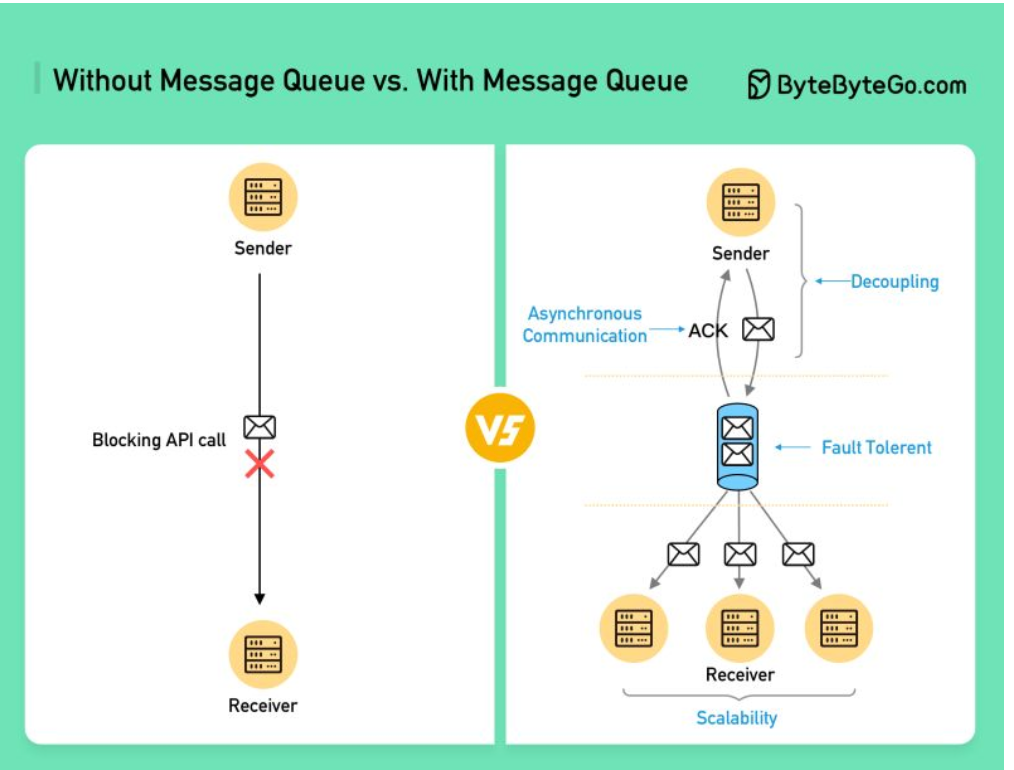 Without Message Queue vs. With Message Queue
ByteByteGo.com
Sender
Blocking API call
Receiver
VS
Sender
Decoupling
Asynchronous
Communication
ACK
Fault Tolerent
Receiver
Scalability